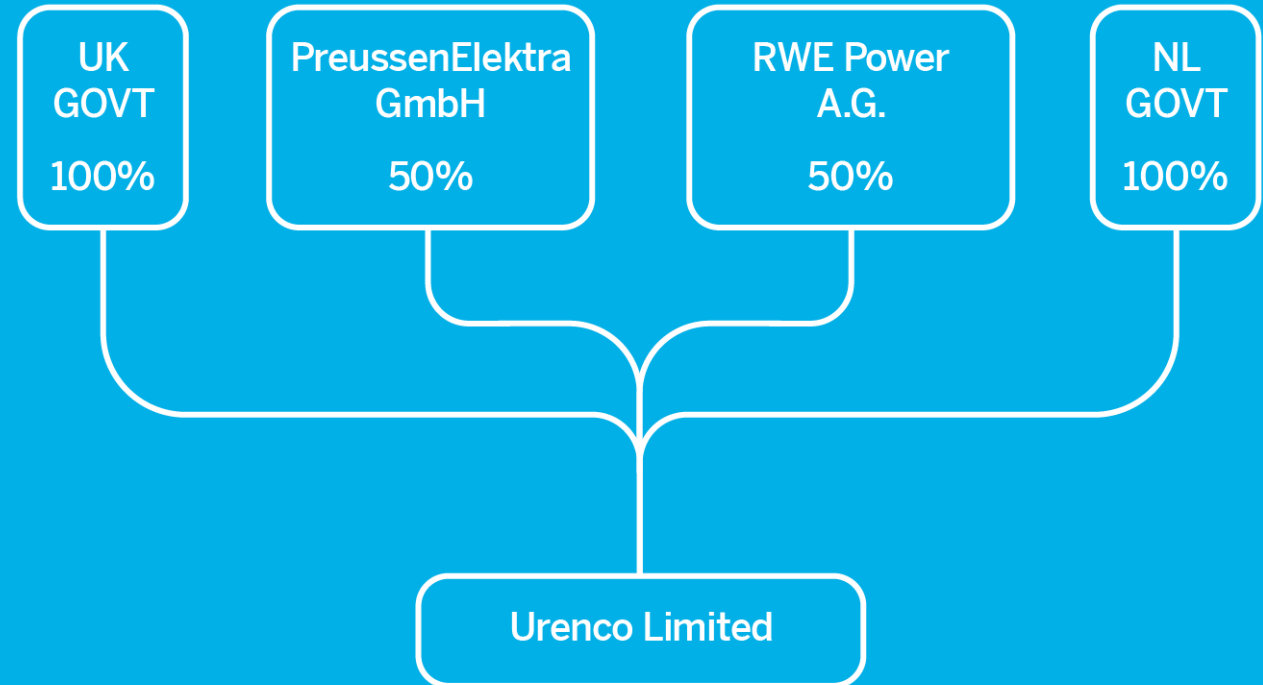 UK
GOVT
100%
PreussenElektra
GmbH
50%
RWE Power
A.G.
50%
NL
GOVT
100%
Urenco Limited